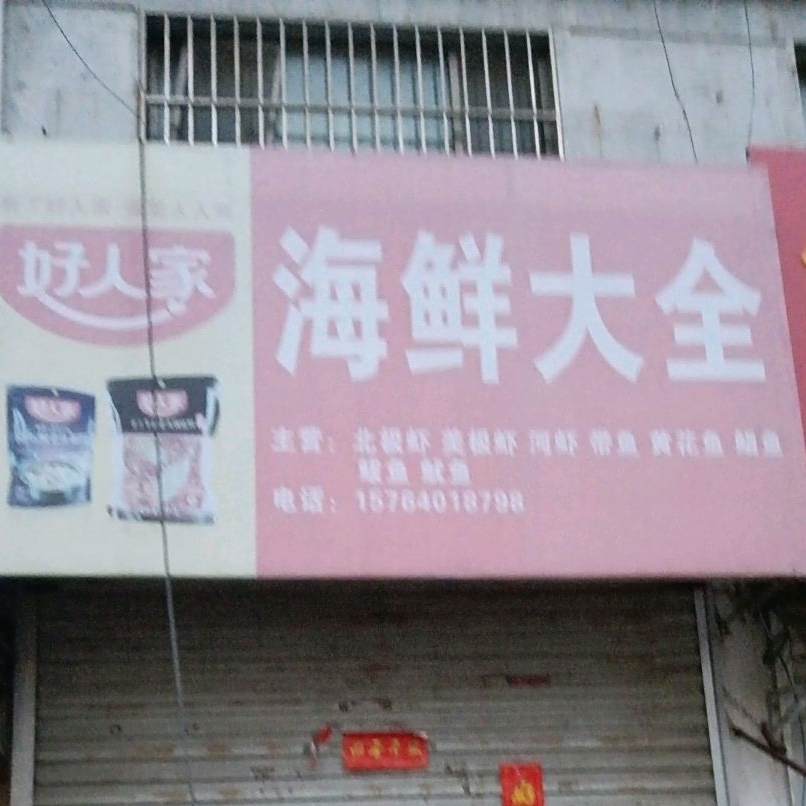 好人家
海鲜大全
主营：北极虾 美极虾 河虾 带鱼 黄花鱼 鲳鱼
鲅鱼 鱿鱼
电话：15764018798